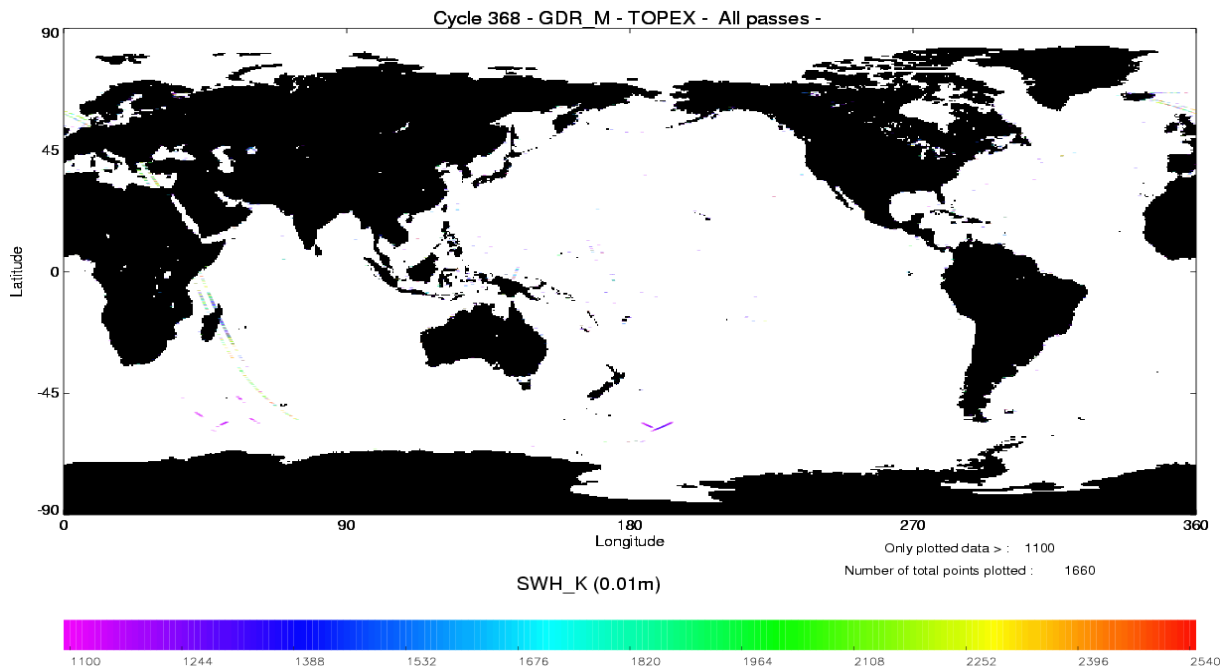 Cycle 368 - GDR_M - TOPEX - All passes -
90
45
0
-45
-90
Latitude
0 90 180 270 360
Longitude
Only plotted data > : 1100
Number of total points plotted : 1660
SWH_K (0.01m)
1100 1244 1388 1532 1676 1820 1964 2108 2252 2396 2540